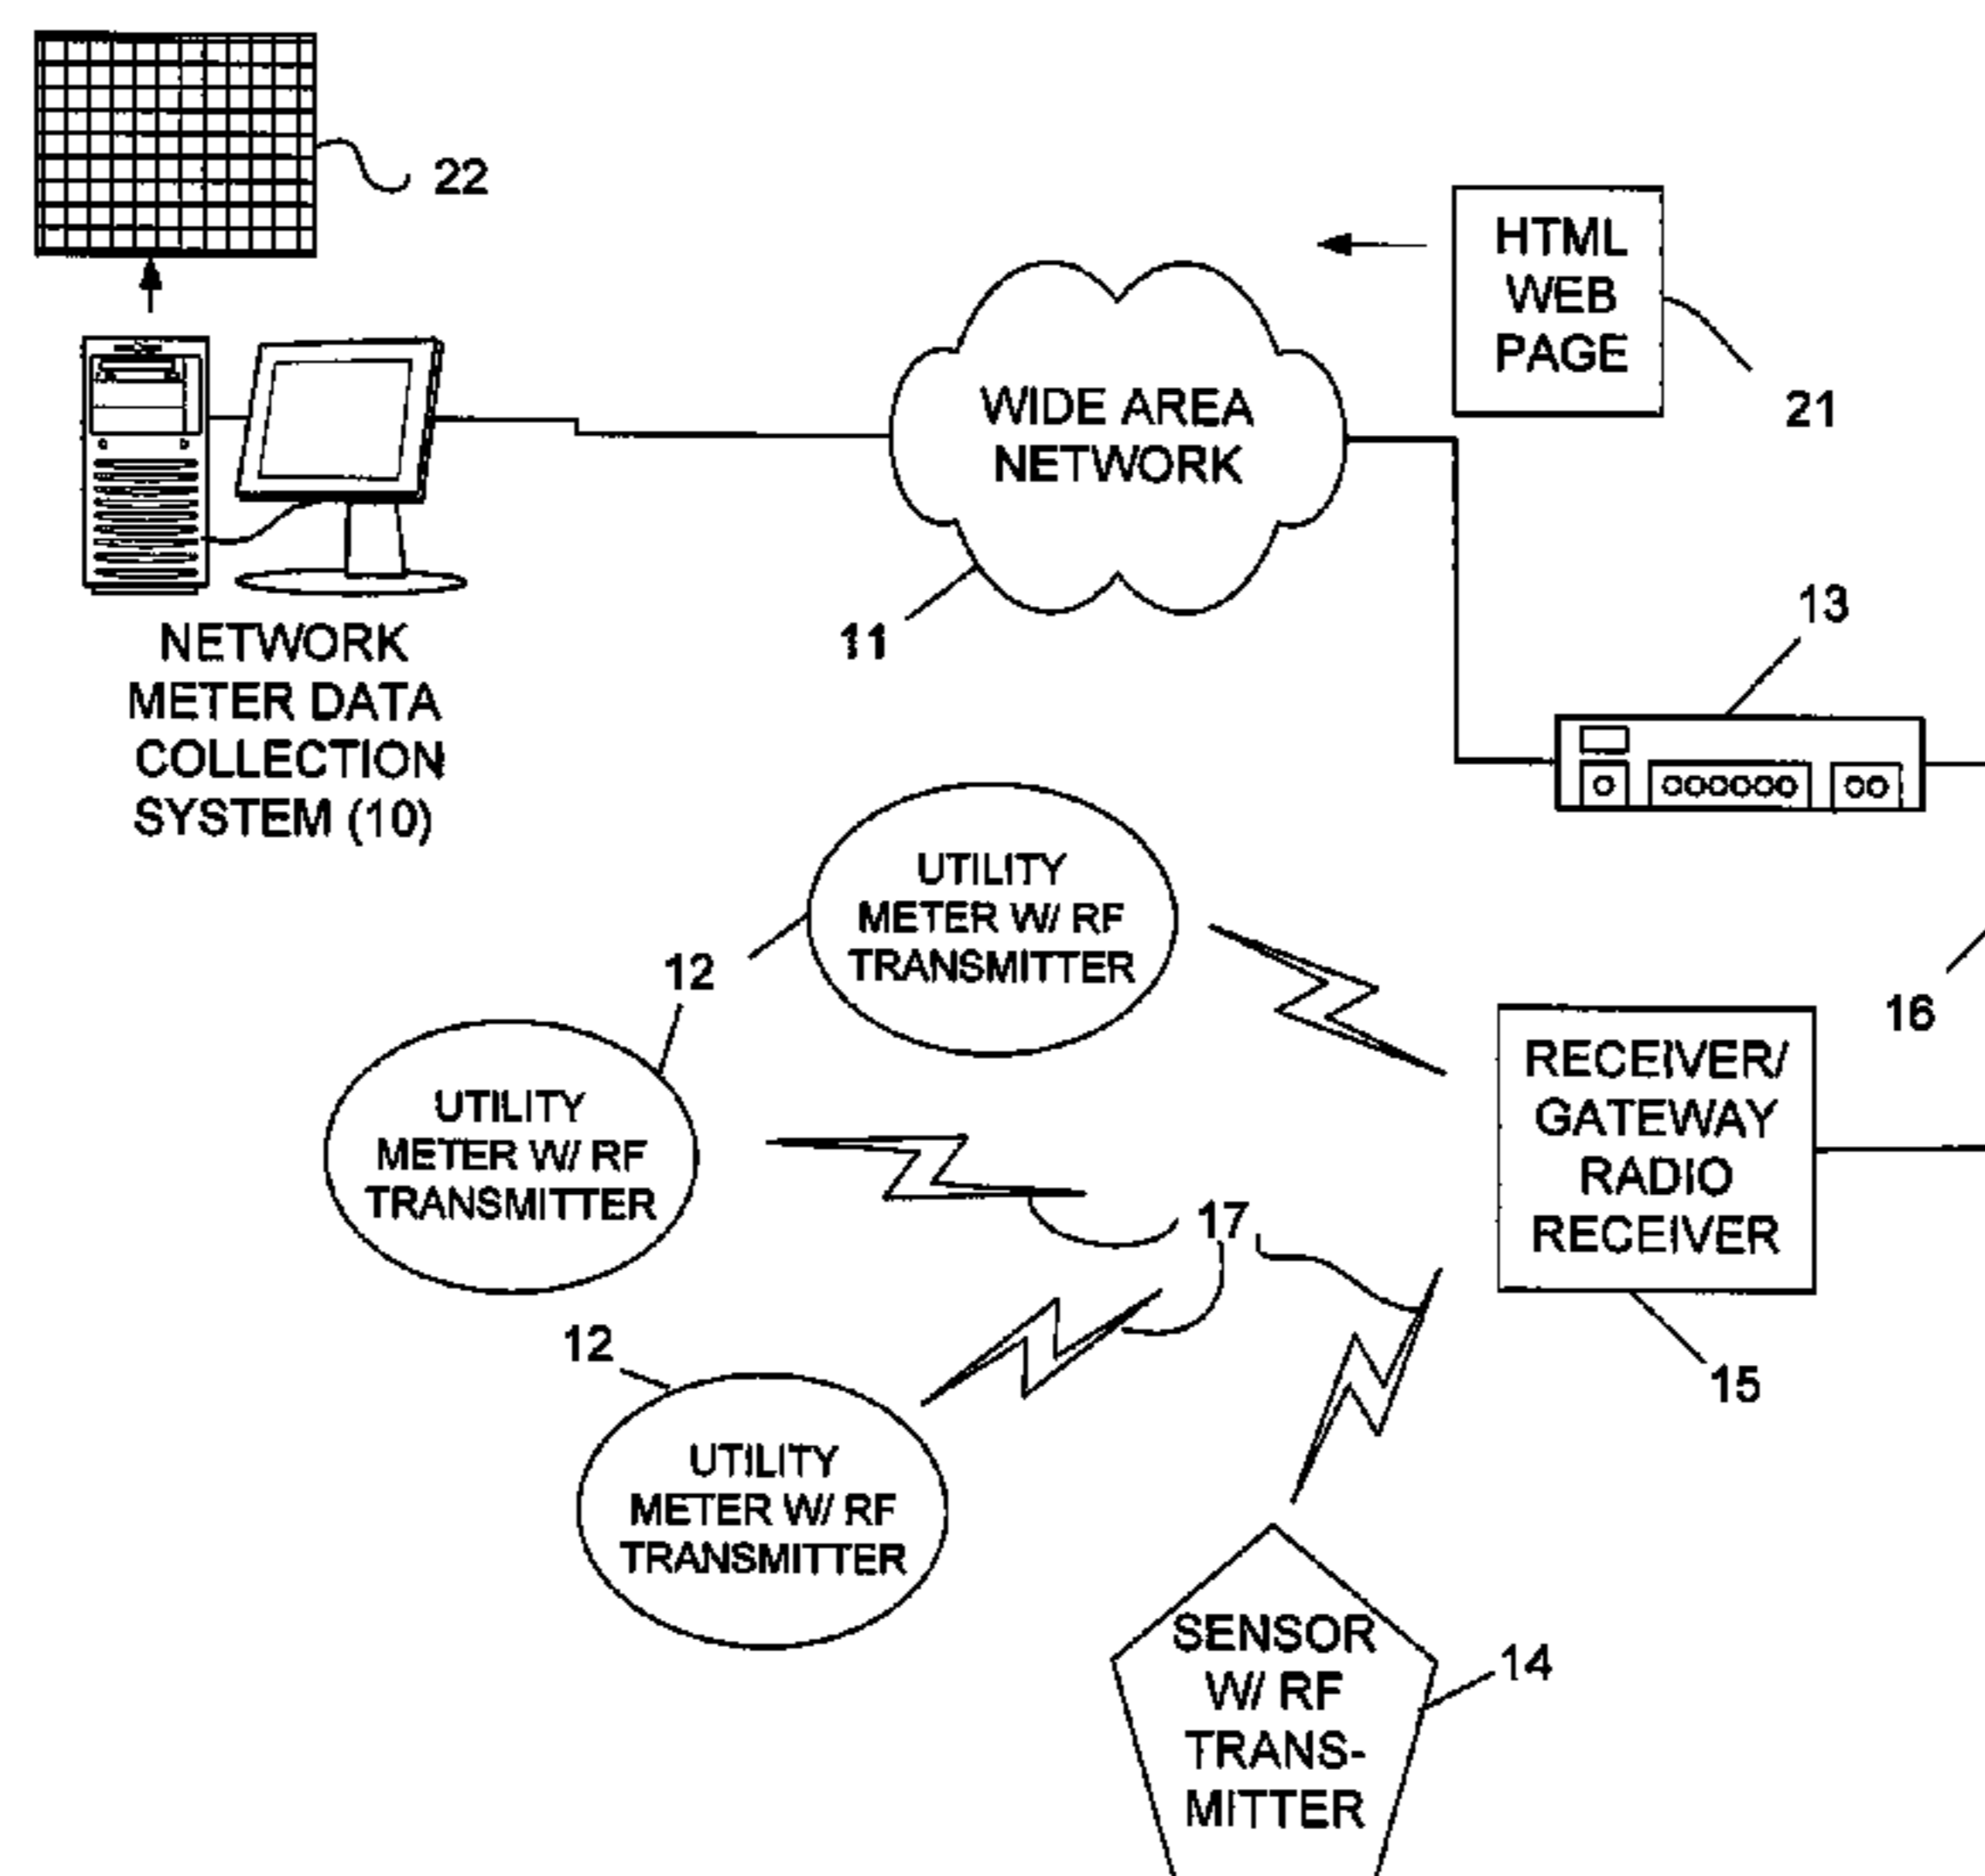 22
HTML
WEB
PAGE
21
WIDE AREA
NETWORK
11
NETWORK
METER DATA
COLLECTION
SYSTEM (10)
13
UTILITY
METER W/ RF
TRANSMITTER
12
16
UTILITY
METER W/ RF
TRANSMITTER
RECEIVER/
GATEWAY
RADIO
RECEIVER
17
15
12
UTILITY
METER W/ RF
TRANSMITTER
SENSOR
W/ RF
TRANS-
MITTER
14